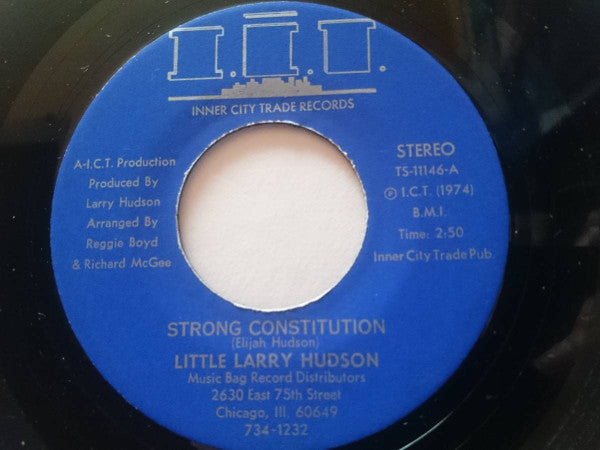 I.C.T.
INNER CITY TRADE RECORDS
A-I.C.T. Production
Produced By
Larry Hudson
Arranged By
Reggie Boyd
& Richard McGee
STEREO
TS-11146-A
℗ I.C.T. (1974)
B.M.I.
Time: 2:50
Inner City Trade Pub.
STRONG CONSTITUTION
(Elijah Hudson)
LITTLE LARRY HUDSON
Music Bag Record Distributors
2630 East 75th Street
Chicago, Ill. 60649
734-1232